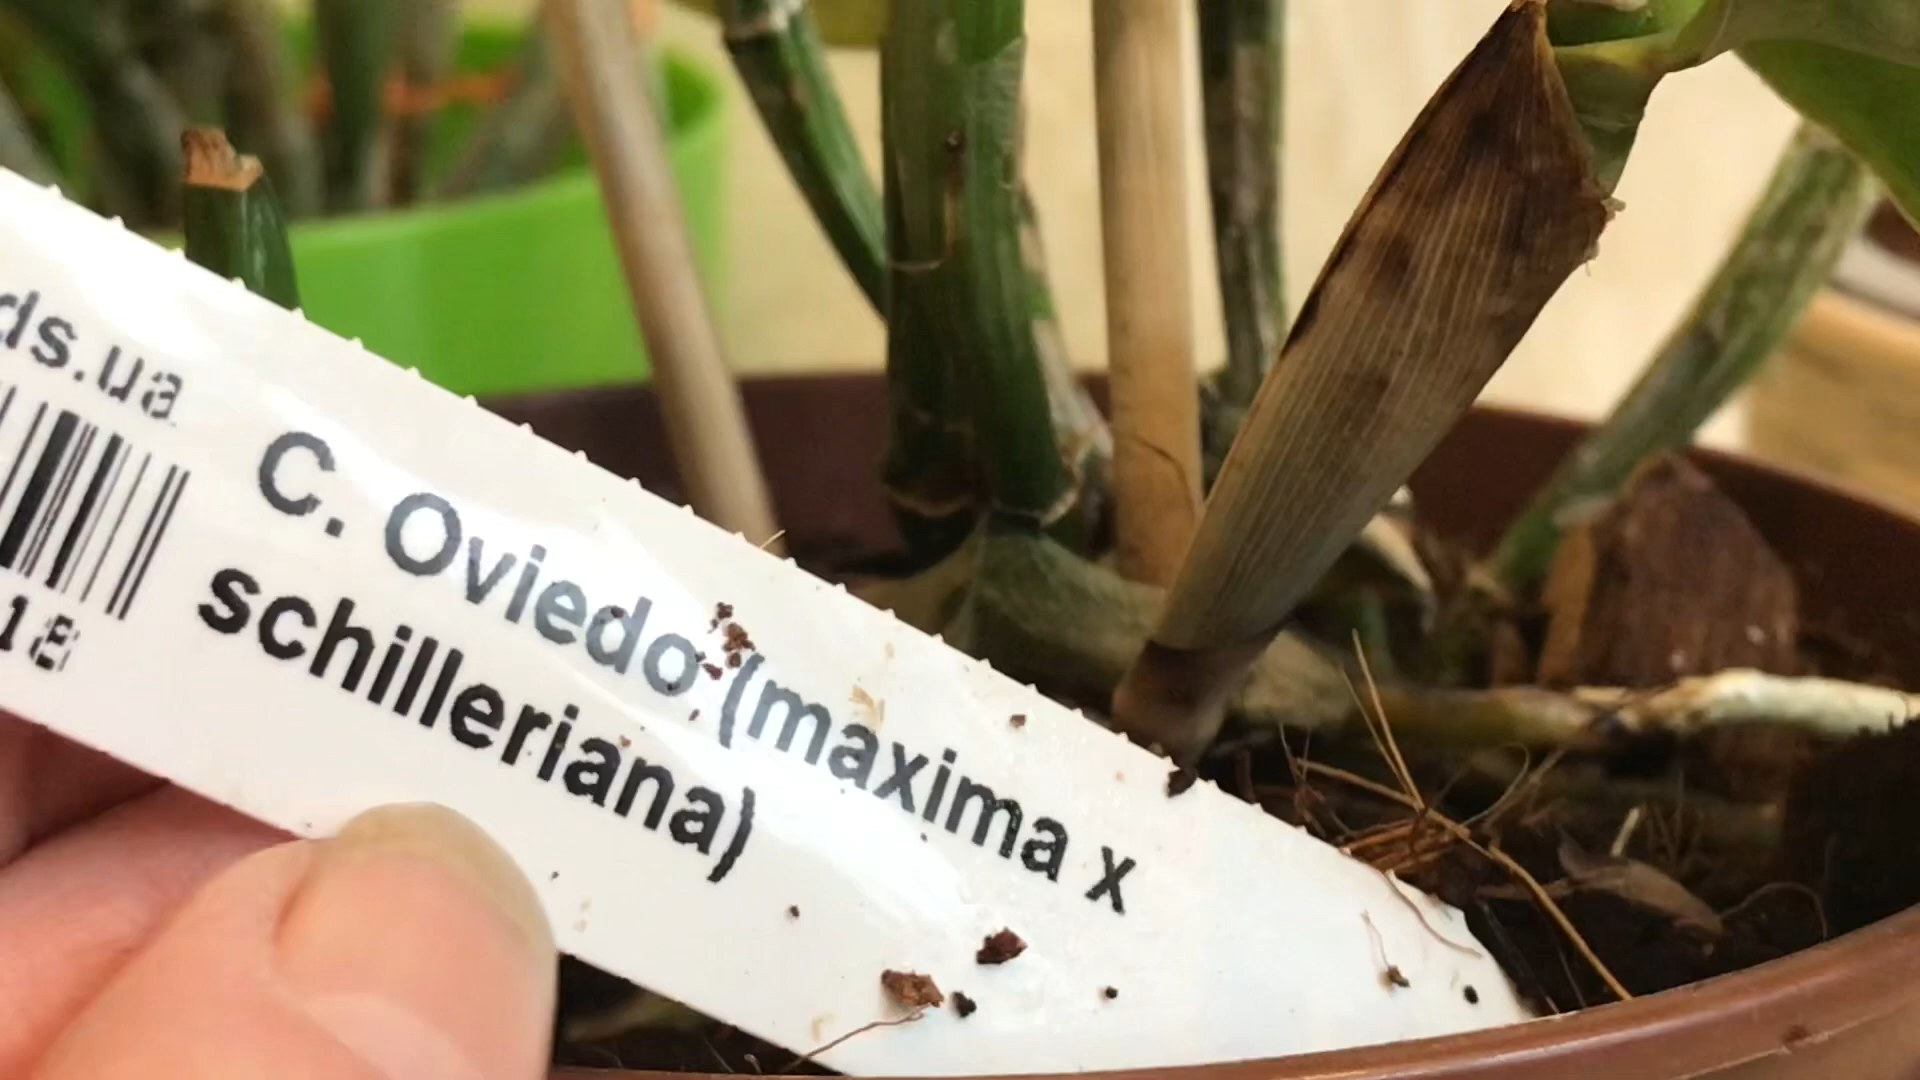 ds.ua
C. Oviedo (maxima x
schilleriana)
18